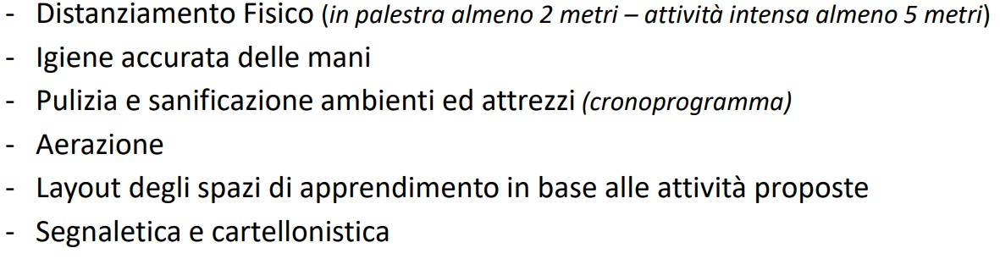 - Distanziamento Fisico (in palestra almeno 2 metri – attività intensa almeno 5 metri)
- Igiene accurata delle mani
- Pulizia e sanificazione ambienti ed attrezzi (cronoprogramma)
- Aerazione
- Layout degli spazi di apprendimento in base alle attività proposte
- Segnaletica e cartellonistica